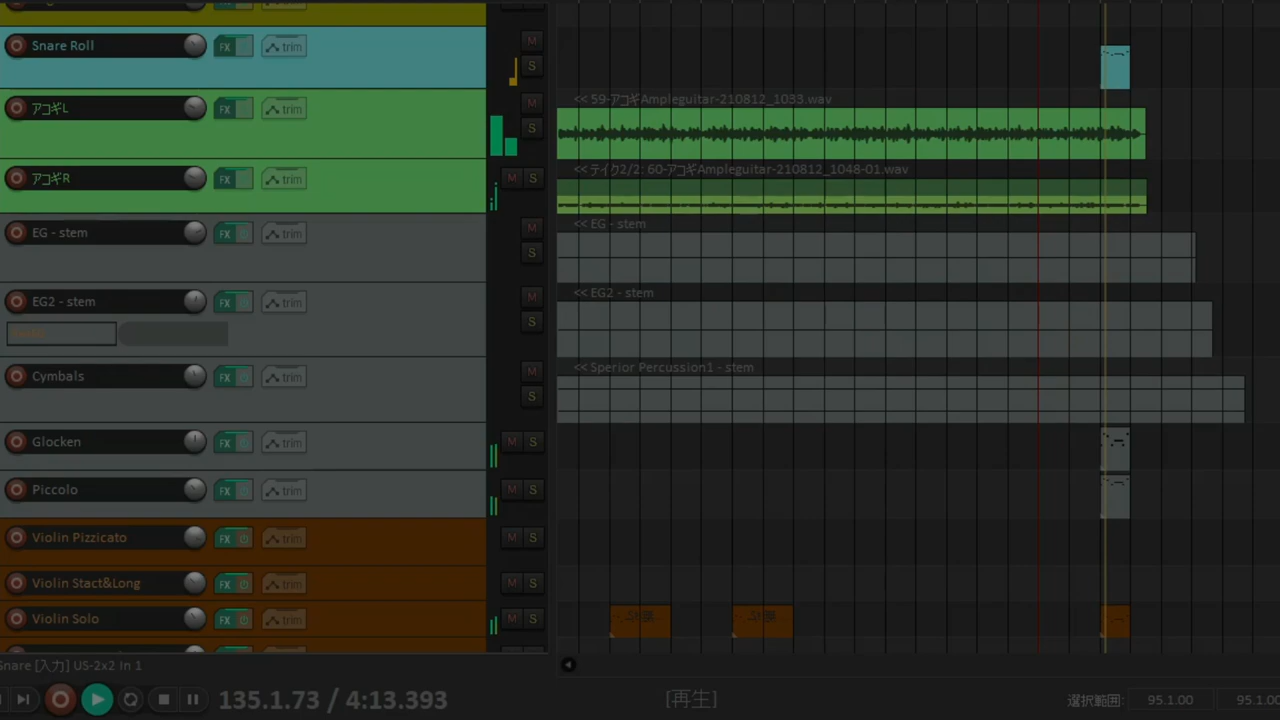 Snare Roll FX trim M S
<< 59-アコギAmpleguitar-210812_1033.wav
アコギL FX trim M S
<< テイク2/2: 60-アコギAmpleguitar-210812_1048-01.wav
アコギR FX trim M S
<< EG - stem
EG - stem FX trim M S
<< EG2 - stem
EG2 - stem FX trim M S
<< Sperior Percussion1 - stem
Cymbals FX trim M S
Glocken FX trim M S
Piccolo FX trim M S
Violin Pizzicato FX trim M S
Violin Stact&Long FX trim M S
Violin Solo FX trim M S
Snare [入力] US-2x2 In 1
135.1.73 / 4:13.393 [再生] 選択範囲: 95.1.00 95.1.00